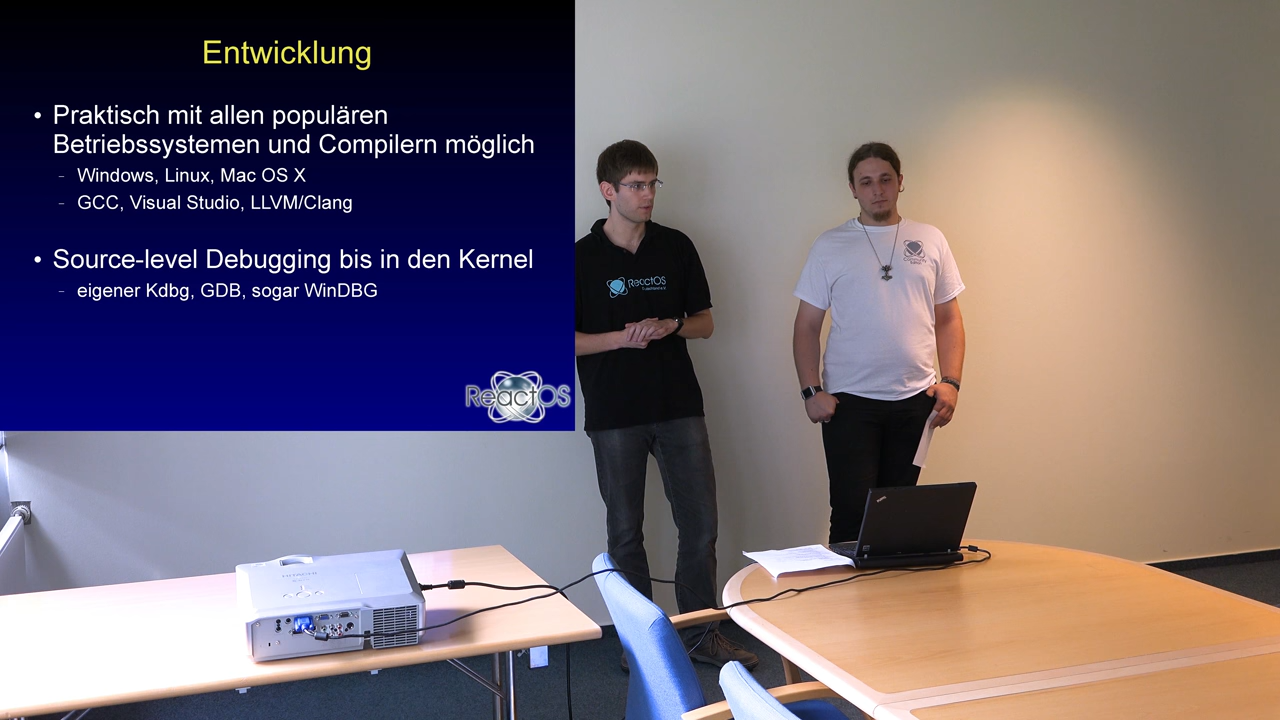 Entwicklung
• Praktisch mit allen populären
Betriebssystemen und Compilern möglich
- Windows, Linux, Mac OS X
- GCC, Visual Studio, LLVM/Clang
• Source-level Debugging bis in den Kernel
- eigener Kdbg, GDB, sogar WinDBG
ReactOS
ReactOS
HITACHI